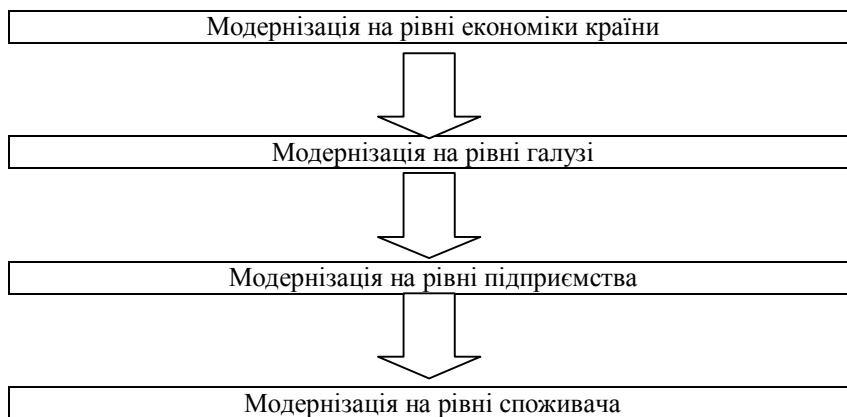 Модернізація на рівні економіки країни
Модернізація на рівні галузі
Модернізація на рівні підприємства
Модернізація на рівні споживача